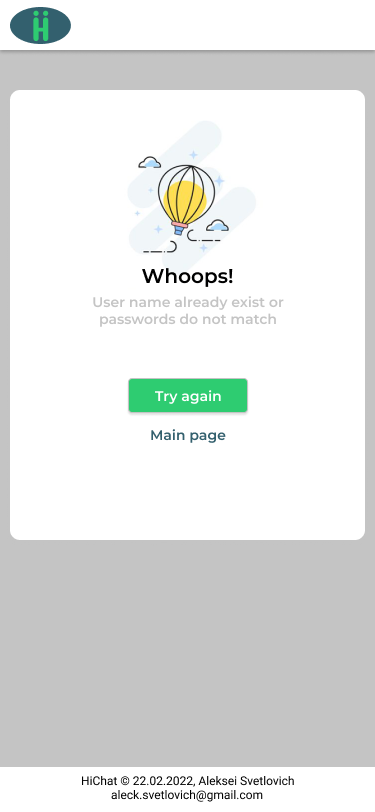 Whoops!
User name already exist or
passwords do not match
Try again
Main page
HiChat © 22.02.2022, Aleksei Svetlovich
aleck.svetlovich@gmail.com